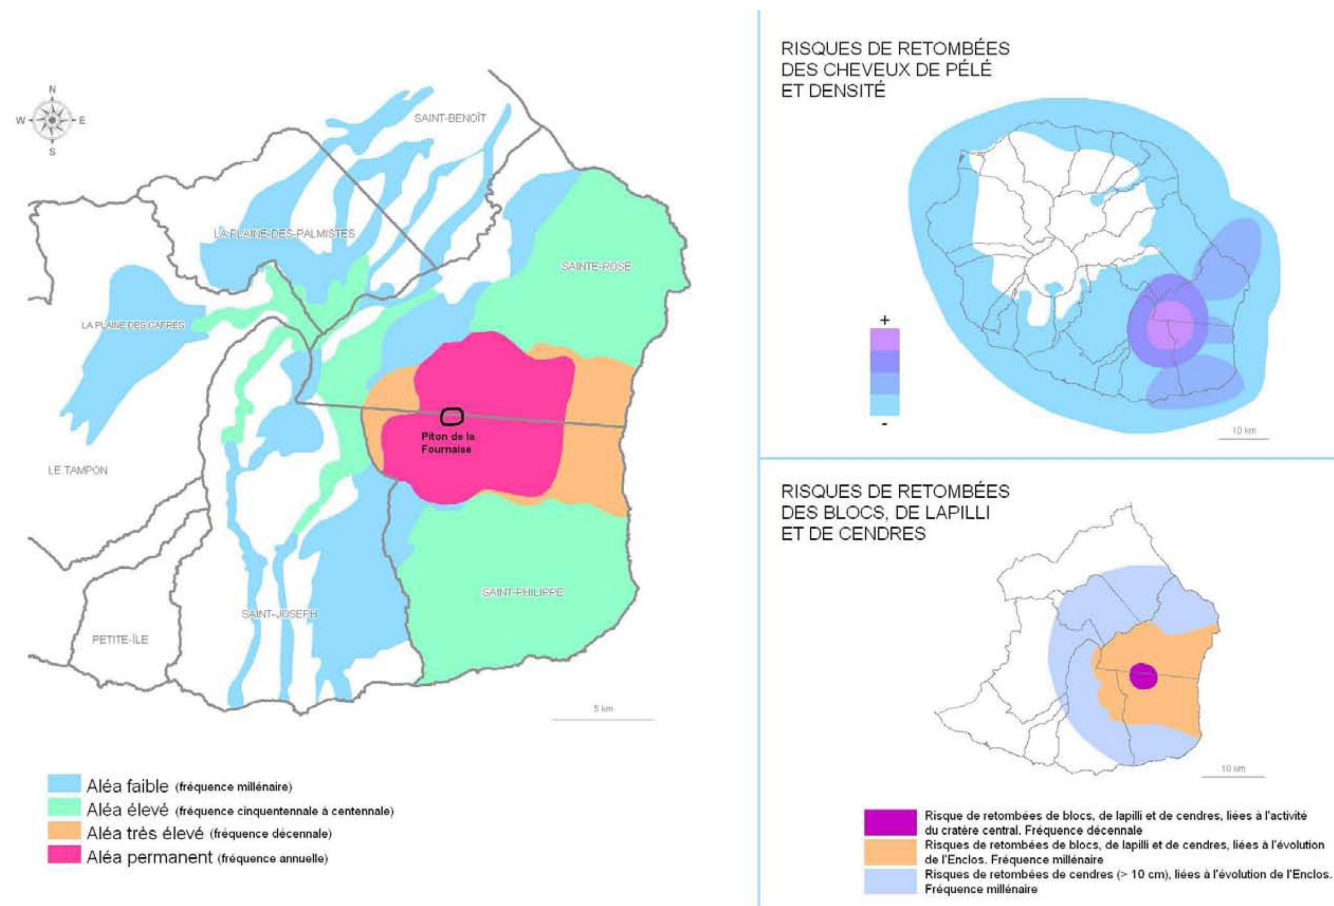 N
W
E
S
SAINT-BENOÎT
LA PLAINE-DES-PALMISTES
SAINTE-ROSE
LA PLAINE DES CAFRES
Piton de la
Fournaise
LE TAMPON
SAINT-PHILIPPE
SAINT-JOSEPH
PETITE-ÎLE
5 km
Aléa faible (fréquence millénaire)
Aléa élevé (fréquence cinquentennale à centennale)
Aléa très élevé (fréquence décennale)
Aléa permanent (fréquence annuelle)
RISQUES DE RETOMBÉES
DES CHEVEUX DE PÉLÉ
ET DENSITÉ
+
-
10 km
RISQUES DE RETOMBÉES
DES BLOCS, DE LAPILLI
ET DE CENDRES
10 km
Risque de retombées de blocs, de lapilli et de cendres, liées à l'activité
du cratère central. Fréquence décennale
Risques de retombées de blocs, de lapilli et de cendres, liées à l'évolution
de l'Enclos. Fréquence millénaire
Risques de retombées de cendres (> 10 cm), liées à l'évolution de l'Enclos.
Fréquence millénaire